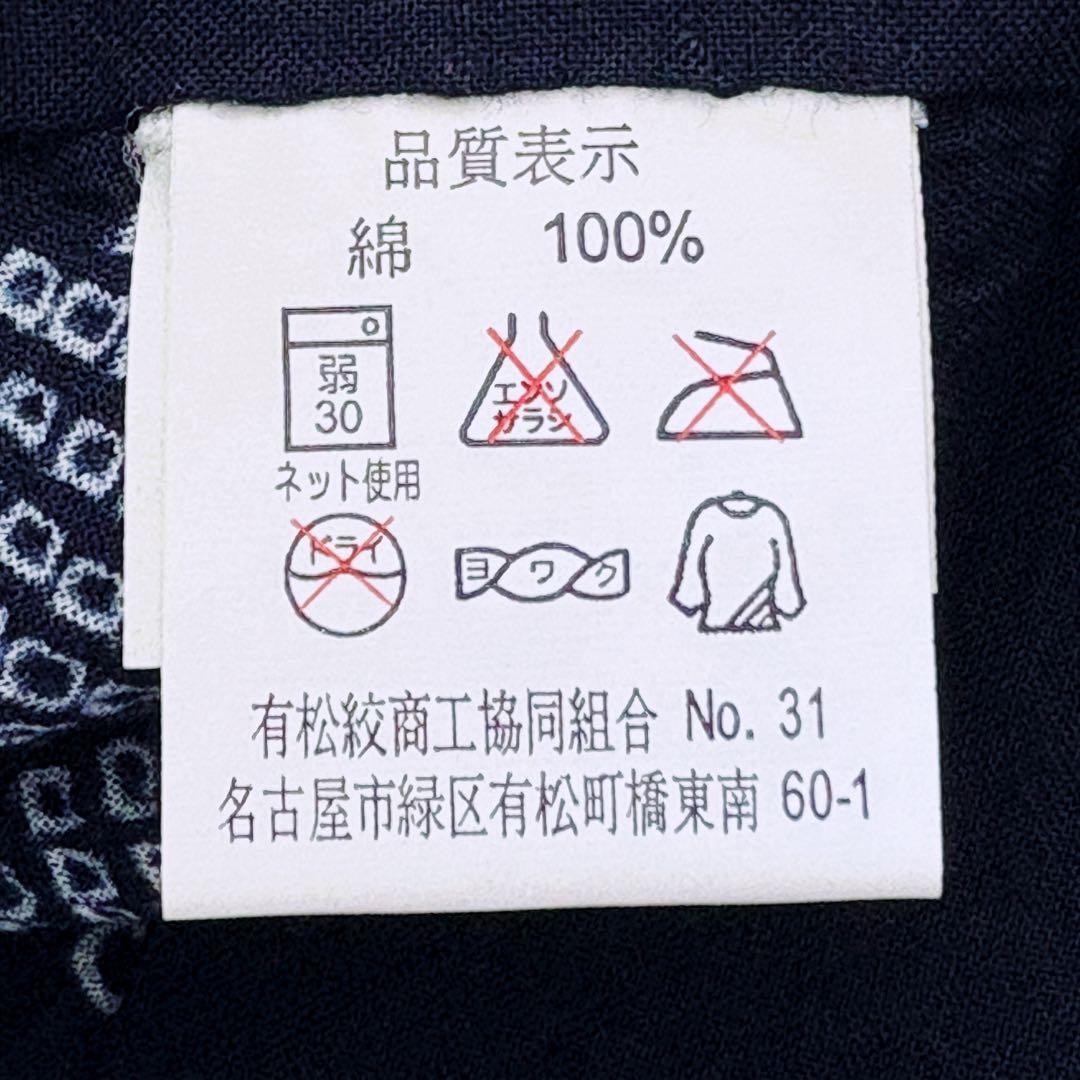 品質表示
綿 100%
弱
30
エンソ
サラシ
ネット使用
ドライ
ヨワク
有松絞商工協同組合 No. 31
名古屋市緑区有松町橋東南 60-1